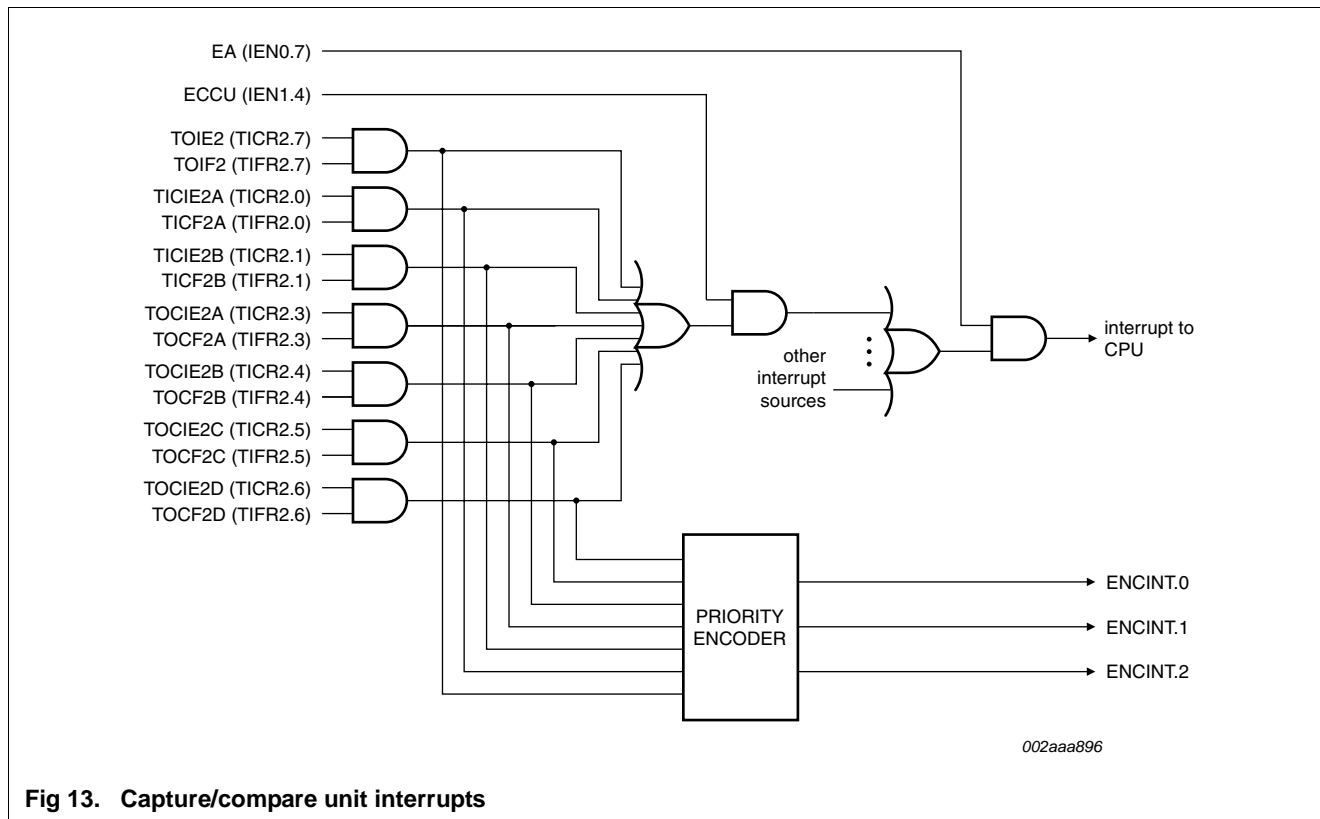 EA (IEN0.7)
ECCU (IEN1.4)
TOIE2 (TICR2.7)
TOIF2 (TIFR2.7)
TICIE2A (TICR2.0)
TICF2A (TIFR2.0)
TICIE2B (TICR2.1)
TICF2B (TIFR2.1)
TOCIE2A (TICR2.3)
TOCF2A (TIFR2.3)
TOCIE2B (TICR2.4)
TOCF2B (TIFR2.4)
TOCIE2C (TICR2.5)
TOCF2C (TIFR2.5)
TOCIE2D (TICR2.6)
TOCF2D (TIFR2.6)
other
interrupt
sources
interrupt to
CPU
PRIORITY
ENCODER
ENCINT.0
ENCINT.1
ENCINT.2
002aaa896
Fig 13. Capture/compare unit interrupts